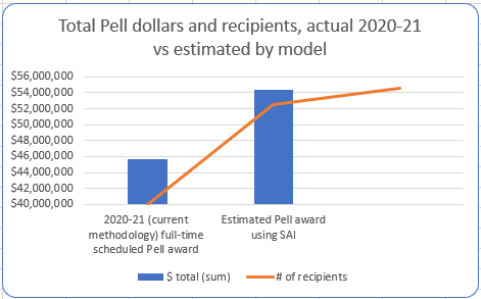 Total Pell dollars and recipients, actual 2020-21
vs estimated by model
$56,000,000
$54,000,000
$52,000,000
$50,000,000
$48,000,000
$46,000,000
$44,000,000
$42,000,000
$40,000,000
2020-21 (current
methodology) full-time
scheduled Pell award
Estimated Pell award
using SAI
$ total (sum)
# of recipients